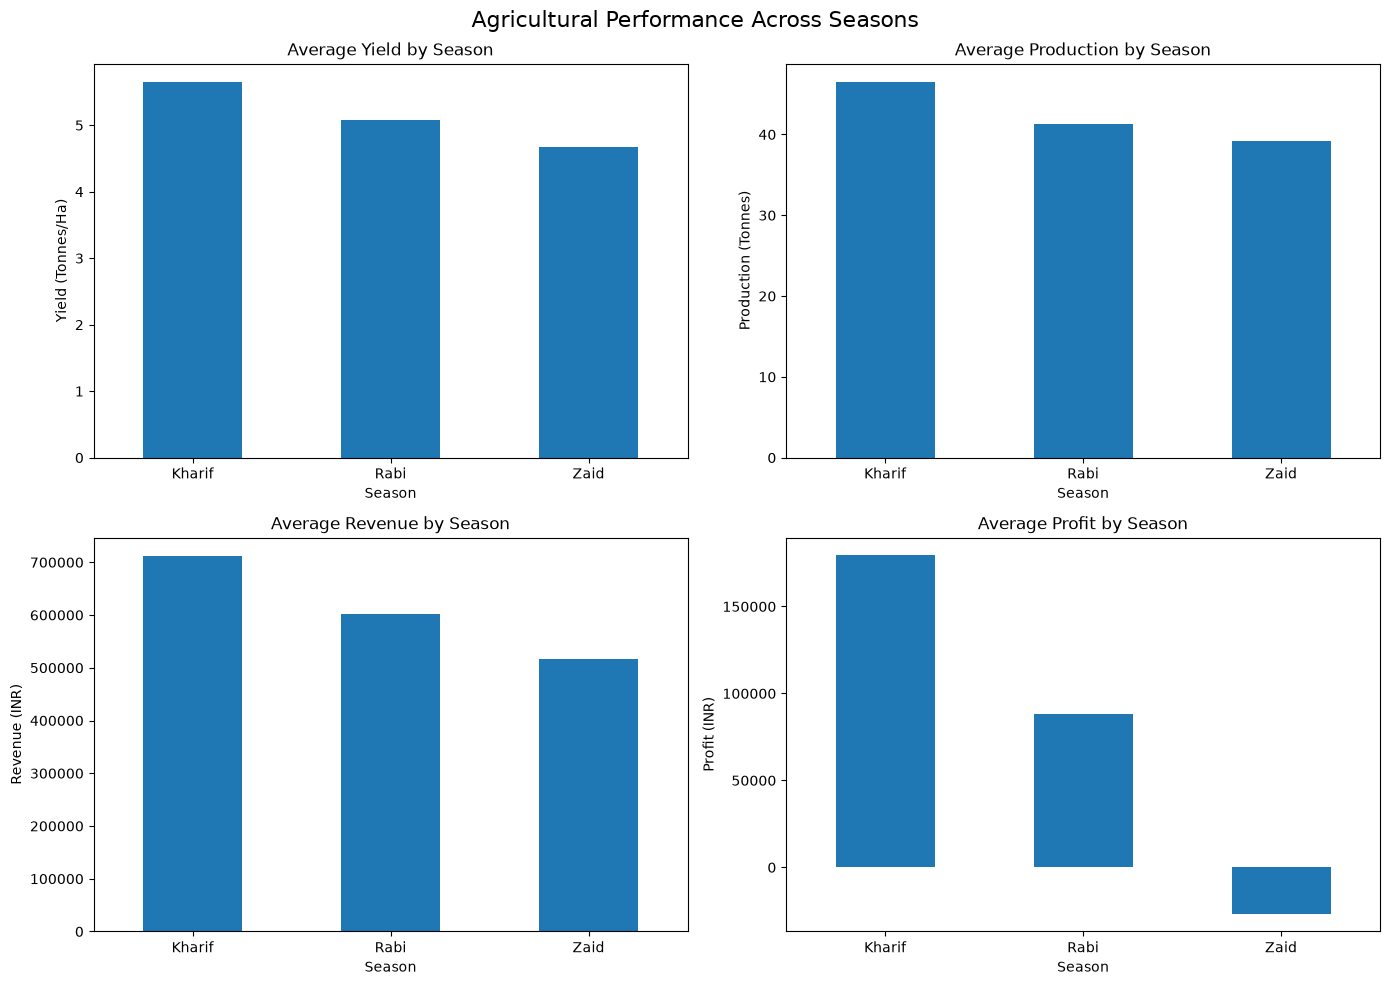 Agricultural Performance Across Seasons
Average Yield by Season
Yield (Tonnes/Ha)
5
4
3
2
1
0
Kharif
Rabi
Zaid
Season
Average Production by Season
Production (Tonnes)
40
30
20
10
0
Kharif
Rabi
Zaid
Season
Average Revenue by Season
Revenue (INR)
700000
600000
500000
400000
300000
200000
100000
0
Kharif
Rabi
Zaid
Season
Average Profit by Season
Profit (INR)
150000
100000
50000
0
Kharif
Rabi
Zaid
Season